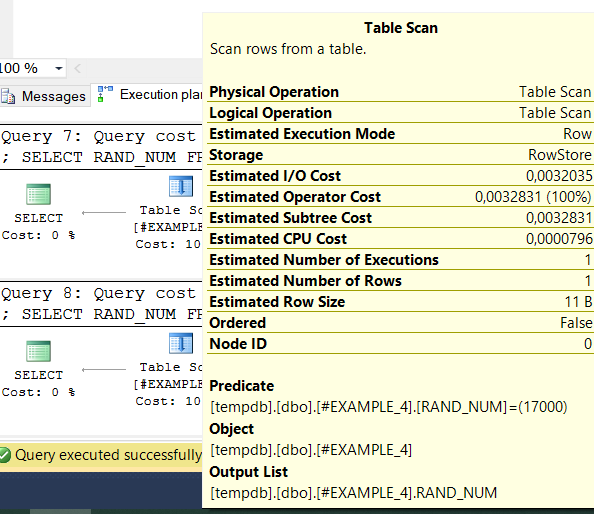 100 %
Messages
Execution plan
Query 7: Query cost
; SELECT RAND_NUM FR
SELECT
Cost: 0 %
Table Sc
[#EXAMPLE
Cost: 10
Query 8: Query cost
; SELECT RAND_NUM FR
SELECT
Cost: 0 %
Table Sc
[#EXAMPLE
Cost: 10
Query executed successfully
Table Scan
Scan rows from a table.
Physical Operation Table Scan
Logical Operation Table Scan
Estimated Execution Mode Row
Storage RowStore
Estimated I/O Cost 0,0032035
Estimated Operator Cost 0,0032831 (100%)
Estimated Subtree Cost 0,0032831
Estimated CPU Cost 0,0000796
Estimated Number of Executions 1
Estimated Number of Rows 1
Estimated Row Size 11 B
Ordered False
Node ID 0
Predicate
[tempdb].[dbo].[#EXAMPLE_4].[RAND_NUM]=(17000)
Object
[tempdb].[dbo].[#EXAMPLE_4]
Output List
[tempdb].[dbo].[#EXAMPLE_4].RAND_NUM